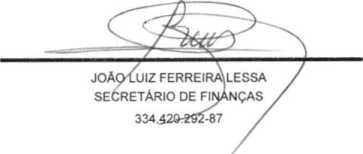 JOÃO LUIZ FERREIRA LESSA
SECRETÁRIO DE FINANÇAS
334.420.292-87